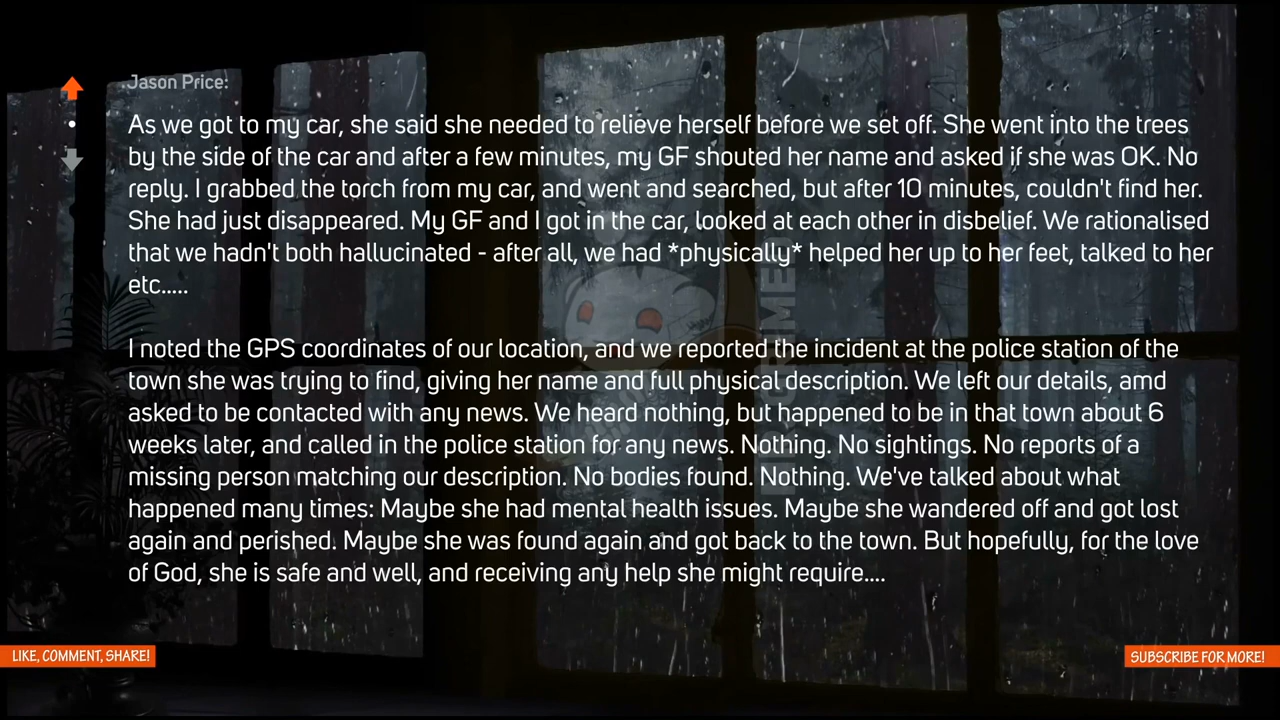 Jason Price:
As we got to my car, she said she needed to relieve herself before we set off. She went into the trees
by the side of the car and after a few minutes, my GF shouted her name and asked if she was OK. No
reply. I grabbed the torch from my car, and went and searched, but after 10 minutes, couldn't find her.
She had just disappeared. My GF and I got in the car, looked at each other in disbelief. We rationalised
that we hadn't both hallucinated - after all, we had *physically* helped her up to her feet, talked to her
etc.....
I noted the GPS coordinates of our location, and we reported the incident at the police station of the
town she was trying to find, giving her name and full physical description. We left our details, amd
asked to be contacted with any news. We heard nothing, but happened to be in that town about 6
weeks later, and called in the police station for any news. Nothing. No sightings. No reports of a
missing person matching our description. No bodies found. Nothing. We've talked about what
happened many times: Maybe she had mental health issues. Maybe she wandered off and got lost
again and perished. Maybe she was found again and got back to the town. But hopefully, for the love
of God, she is safe and well, and receiving any help she might require....
LIKE, COMMENT, SHARE!
SUBSCRIBE FOR MORE!